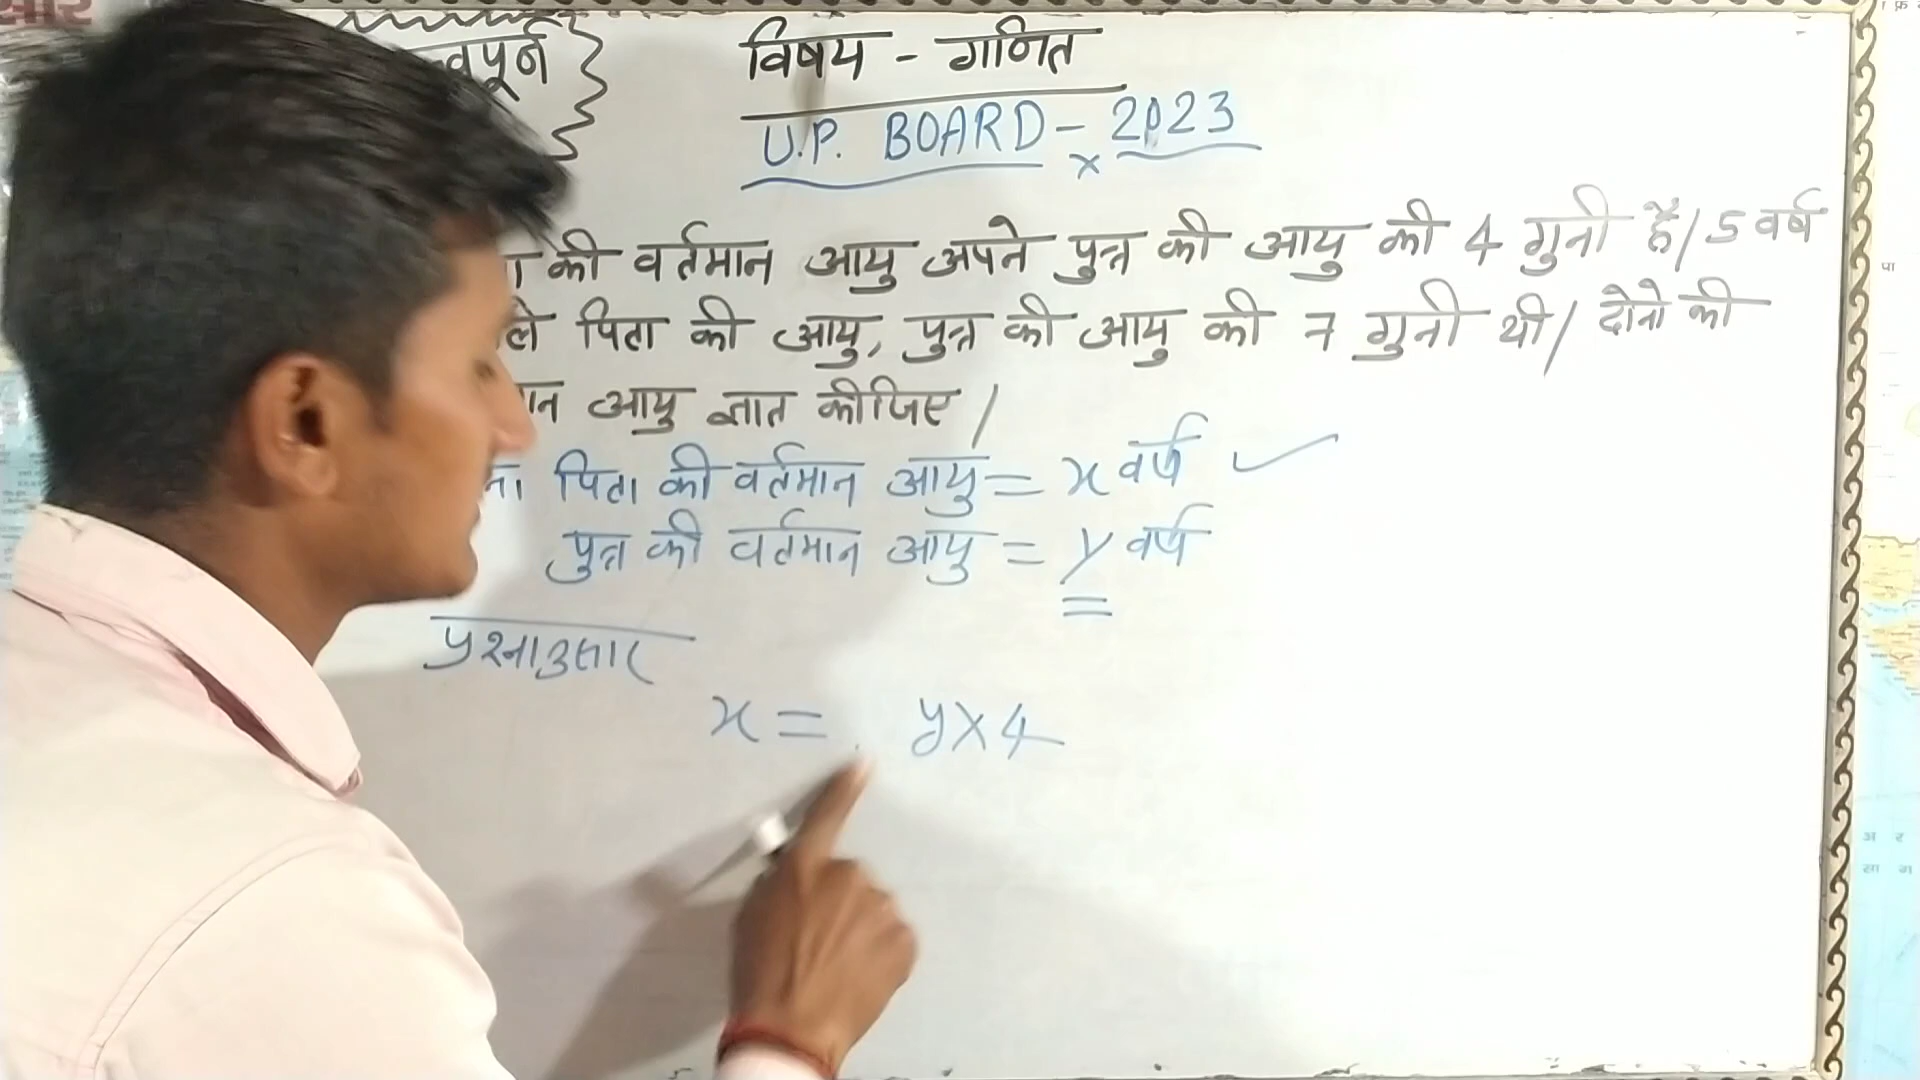 सार
विषय - गणित
U.P. BOARD - 2023
की वर्तमान आयु अपने पुत्र की आयु की 4 गुनी है। 5 वर्ष
पिता की आयु, पुत्र की आयु की 7 गुनी थी। दोनो की
आयु ज्ञात कीजिए।
पिता की वर्तमान आयु = x वर्ष ✓
पुत्र की वर्तमान आयु = y वर्ष
प्रश्नानुसार
x = y × 4